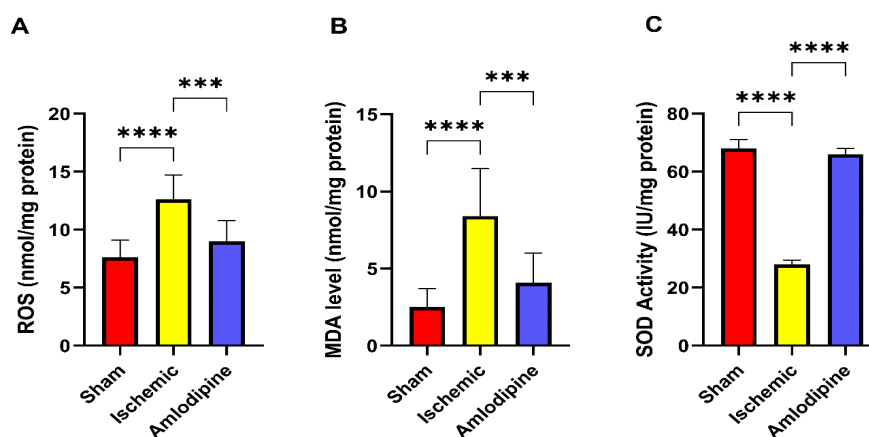 A
ROS (nmol/mg protein)
20
15
10
5
0
****
***
Sham
Ischemic
Amlodipine
B
MDA level (nmol/mg protein)
15
10
5
0
****
***
Sham
Ischemic
Amlodipine
C
SOD Activity (IU/mg protein)
80
60
40
20
0
****
****
Sham
Ischemic
Amlodipine